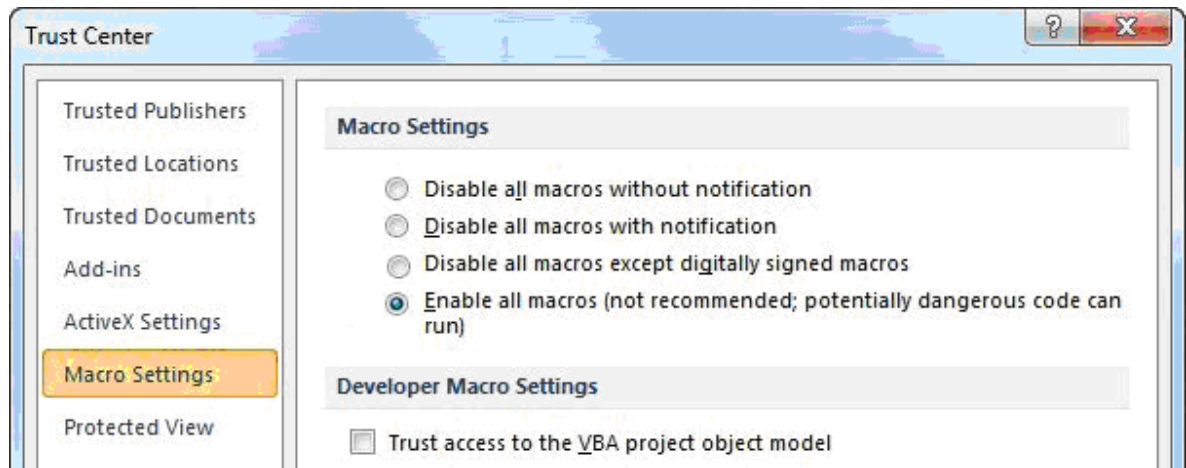 Trust Center
Trusted Publishers
Trusted Locations
Trusted Documents
Add-ins
ActiveX Settings
Macro Settings
Protected View
Macro Settings
Disable all macros without notification
Disable all macros with notification
Disable all macros except digitally signed macros
Enable all macros (not recommended; potentially dangerous code can
run)
Developer Macro Settings
Trust access to the VBA project object model